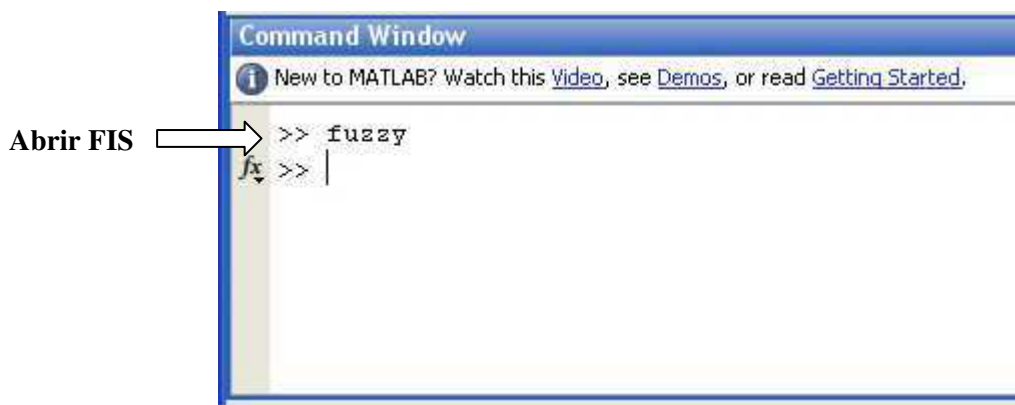 Command Window
New to MATLAB? Watch this Video, see Demos, or read Getting Started.
Abrir FIS
>> fuzzy
fx >>